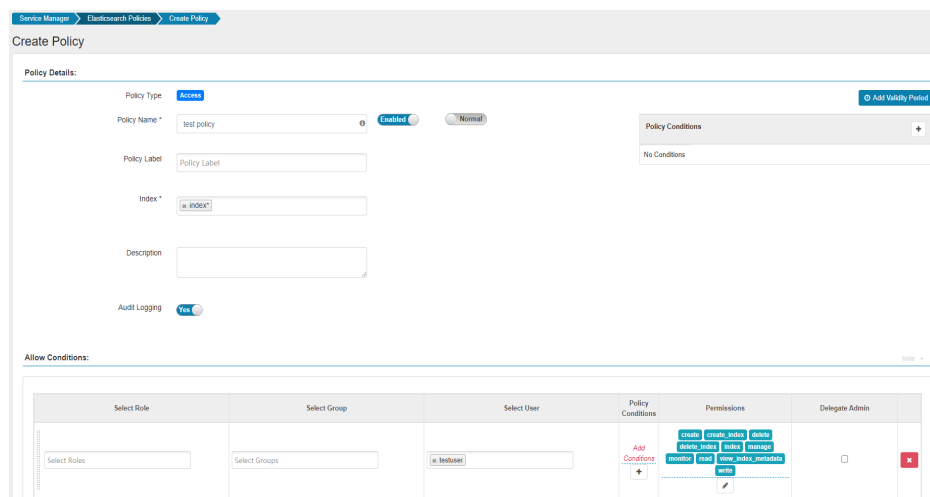 Service Manager Elasticsearch Policies Create Policy
Create Policy
Policy Details:
Policy Type Access
Add Validity Period
Policy Name * test policy Enabled Normal
Policy Conditions +
No Conditions
Policy Label Policy Label
Index * × index*
Description
Audit Logging Yes
Allow Conditions:
hide
Select Role Select Group Select User Policy Conditions Permissions Delegate Admin
Select Roles Select Groups × testuser
Add Conditions
+
create create_index delete
delete_index index manage
monitor read view_index_metadata
write
×